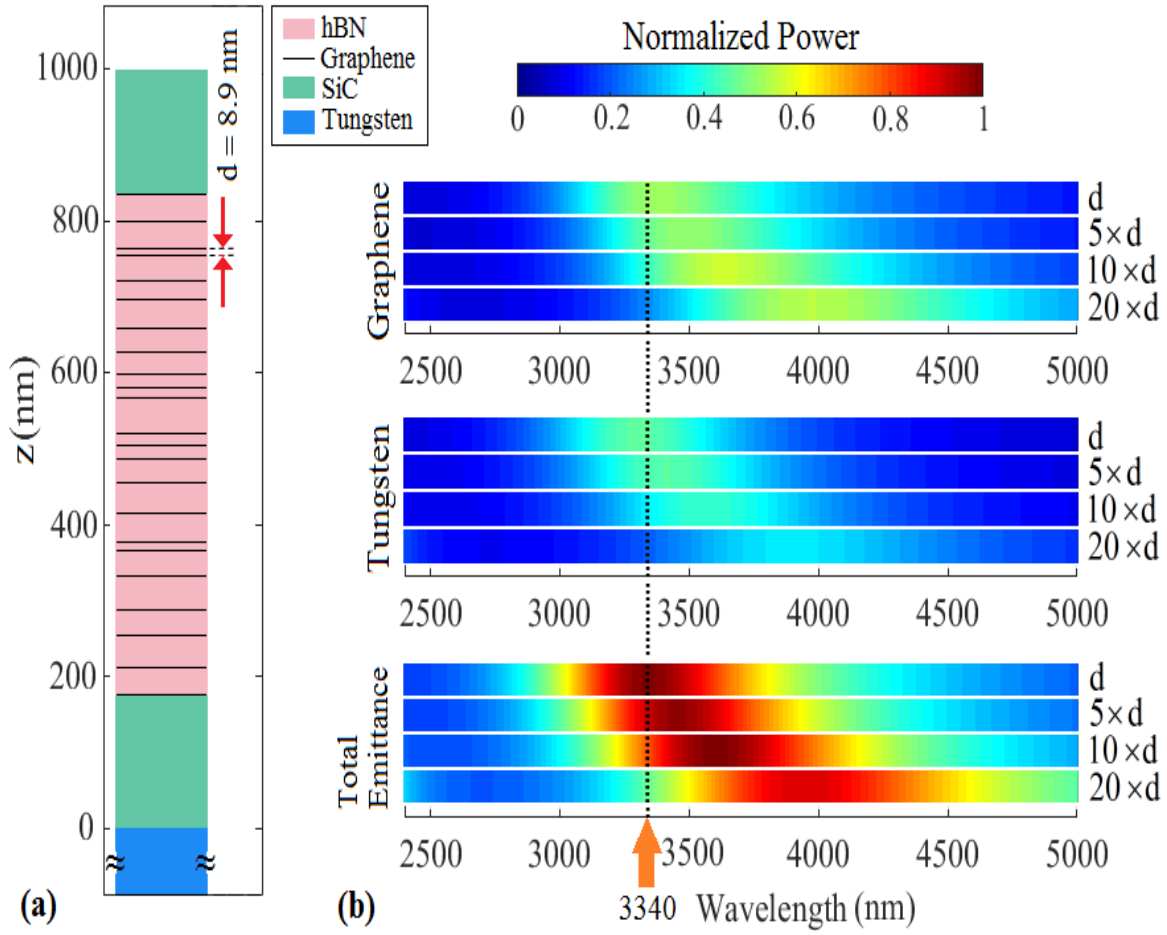 hBN
Graphene
SiC
Tungsten
d = 8.9 nm
1000
800
600
400
200
0
z(nm)
≈ ≈
(a)
Normalized Power
0 0.2 0.4 0.6 0.8 1
Graphene
d
5×d
10×d
20×d
2500 3000 3500 4000 4500 5000
Tungsten
d
5×d
10×d
20×d
2500 3000 3500 4000 4500 5000
Total
Emittance
d
5×d
10×d
20×d
2500 3000 3500 4000 4500 5000
(b)
3340 Wavelength (nm)